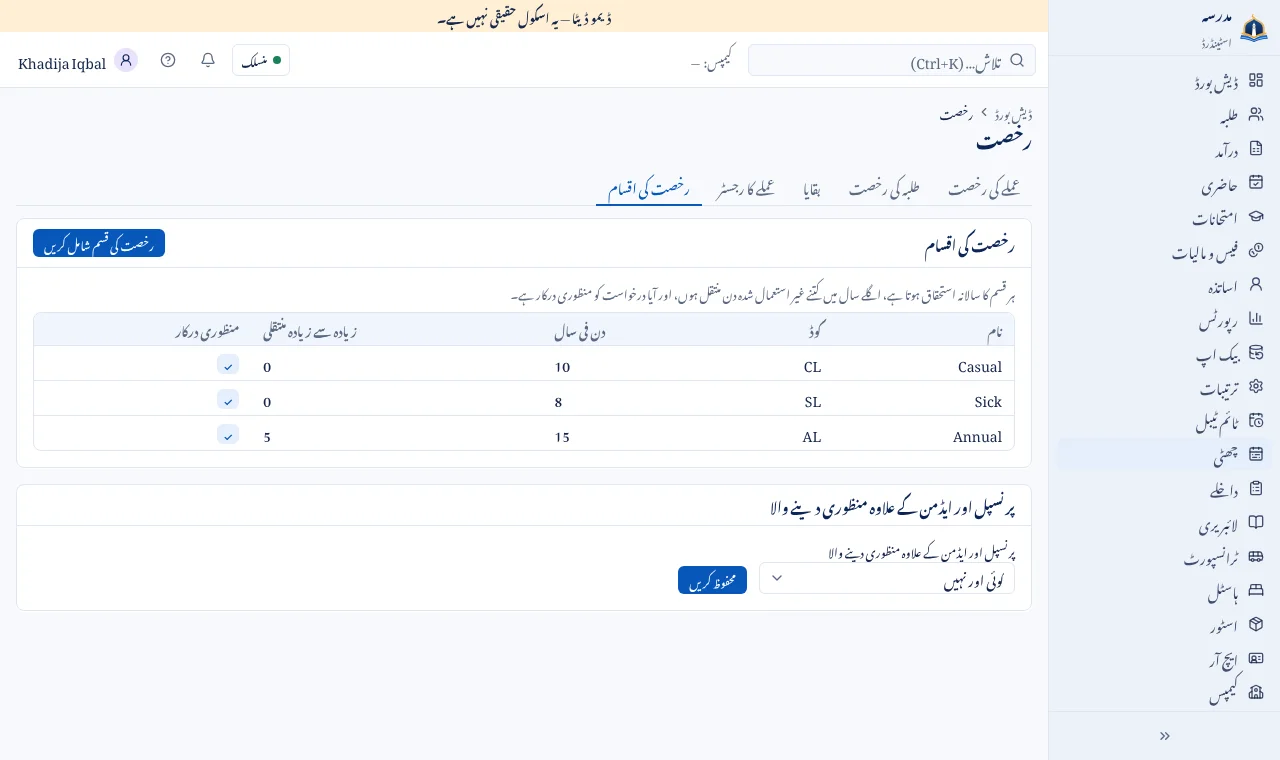 ڈیمو ڈیٹا – یہ اسکول حقیقی نہیں ہے۔
مدرسہ
اسٹینڈرڈ
ڈیش بورڈ
طلبہ
درآمد
حاضری
امتحانات
فیس و مالیات
اساتذہ
رپورٹس
بیک اپ
ترتیبات
ٹائم ٹیبل
چھٹی
داخلے
لائبریری
ٹرانسپورٹ
ہاسٹل
اسٹور
ایچ آر
کیمپس
تلاش... (Ctrl+K)
کیمپس: –
منسلک
Khadija Iqbal
ڈیش بورڈ › رخصت
رخصت
عملے کی رخصت طلبہ کی رخصت بقایا عملے کا رجسٹر رخصت کی اقسام
رخصت کی اقسام
رخصت کی قسم شامل کریں
ہر قسم کا سالانہ استحقاق ہوتا ہے، اگلے سال میں کتنے غیر استعمال شدہ دن منتقل ہوں، اور آیا درخواست کو منظوری درکار ہے۔
نام کوڈ دن فی سال زیادہ سے زیادہ منتقلی منظوری درکار
Casual CL 10 0
Sick SL 8 0
Annual AL 15 5
پرنسپل اور ایڈمن کے علاوہ منظوری دینے والا
پرنسپل اور ایڈمن کے علاوہ منظوری دینے والا
کوئی اور نہیں
محفوظ کریں